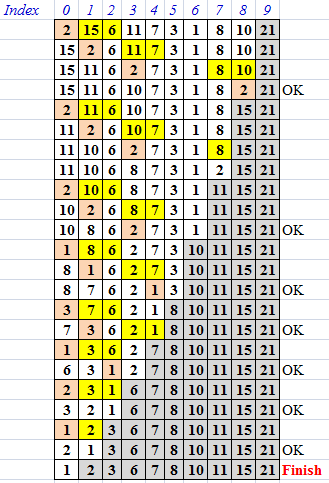 Index 0 1 2 3 4 5 6 7 8 9
2 15 6 11 7 3 1 8 10 21
15 2 6 11 7 3 1 8 10 21
15 11 6 2 7 3 1 8 10 21
15 11 6 10 7 3 1 8 2 21 OK
2 11 6 10 7 3 1 8 15 21
11 2 6 10 7 3 1 8 15 21
11 10 6 2 7 3 1 8 15 21
11 10 6 8 7 3 1 2 15 21
2 10 6 8 7 3 1 11 15 21
10 2 6 8 7 3 1 11 15 21
10 8 6 2 7 3 1 11 15 21 OK
1 8 6 2 7 3 10 11 15 21
8 1 6 2 7 3 10 11 15 21
8 7 6 2 1 3 10 11 15 21 OK
3 7 6 2 1 8 10 11 15 21
7 3 6 2 1 8 10 11 15 21 OK
1 3 6 2 7 8 10 11 15 21
6 3 1 2 7 8 10 11 15 21 OK
2 3 1 6 7 8 10 11 15 21
3 2 1 6 7 8 10 11 15 21 OK
1 2 3 6 7 8 10 11 15 21
2 1 3 6 7 8 10 11 15 21 OK
1 2 3 6 7 8 10 11 15 21 Finish